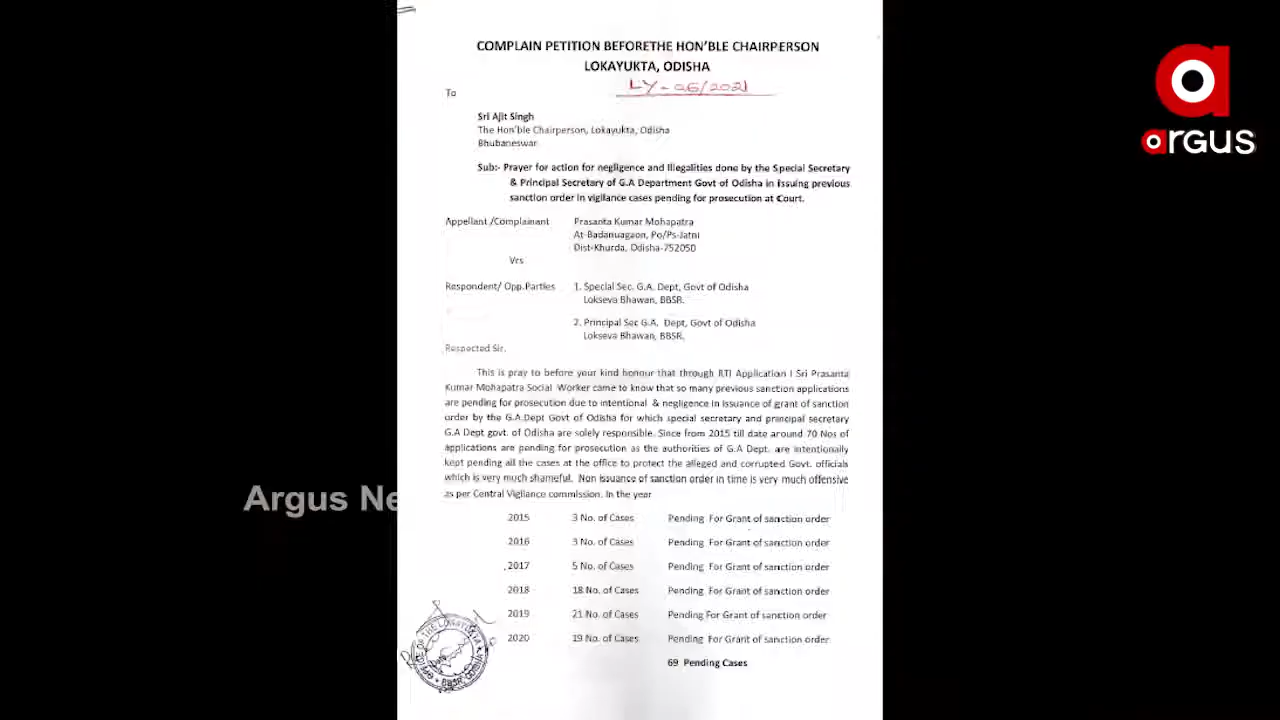 COMPLAIN PETITION BEFORETHE HON'BLE CHAIRPERSON
LOKAYUKTA, ODISHA
LY-06/2021
To
Sri Ajit Singh
The Hon'ble Chairperson, Lokayukta, Odisha
Bhubaneswar
Sub:- Prayer for action for negligence and Illegalities done by the Special Secretary
& Principal Secretary of G.A Department Govt of Odisha in Issuing previous
sanction order in vigilance cases pending for prosecution at Court.
Appellant /Complainant Prasanta Kumar Mohapatra
At-Badanuagaon, Po/Ps-Jatni
Dist-Khurda, Odisha-752050
Vrs
Respondent/ Opp.Parties 1. Special Sec. G.A. Dept, Govt of Odisha
Lokseva Bhawan, BBSR.
2. Principal Sec G.A. Dept, Govt of Odisha
Lokseva Bhawan, BBSR.
Respected Sir.
This is pray to before your kind honour that through RTI Application I Sri Prasanta
Kumar Mohapatra Social Worker came to know that so many previous sanction applications
are pending for prosecution due to intentional & negligence in issuance of grant of sanction
order by the G.A.Dept Govt of Odisha for which special secretary and principal secretary
G.A Dept govt. of Odisha are solely responsible. Since from 2015 till date around 70 Nos of
applications are pending for prosecution as the authorities of G.A Dept. are intentionally
kept pending all the cases at the office to protect the alleged and corrupted Govt. officials
which is very much shameful. Non issuance of sanction order in time is very much offensive
as per Central Vigilance commission. In the year
2015 3 No. of Cases Pending For Grant of sanction order
2016 3 No. of Cases Pending For Grant of sanction order
2017 5 No. of Cases Pending For Grant of sanction order
2018 18 No. of Cases Pending For Grant of sanction order
2019 21 No. of Cases Pending For Grant of sanction order
2020 19 No. of Cases Pending For Grant of sanction order
69 Pending Cases
OFFICE OF THE LOKAYUKTA
BBSR
argus
Argus Ne